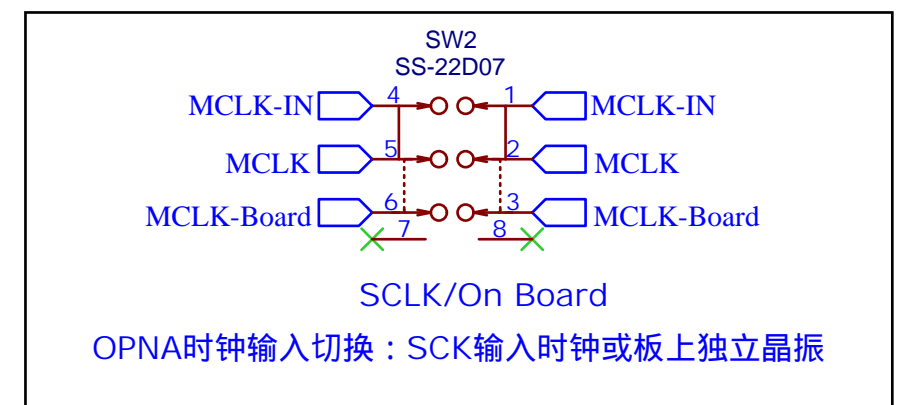 SW2
SS-22D07
MCLK-IN 4 1 MCLK-IN
MCLK 5 2 MCLK
MCLK-Board 6 3 MCLK-Board
7 8
SCLK/On Board
OPNA时钟输入切换：SCK输入时钟或板上独立晶振